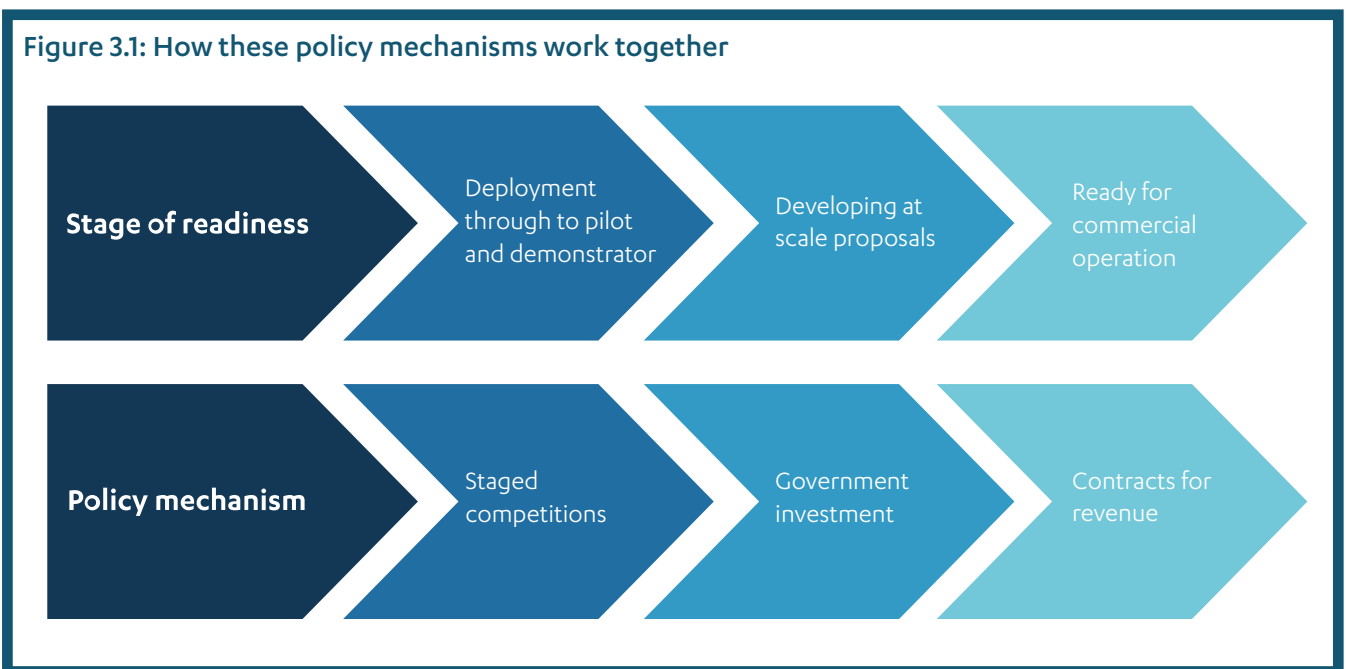 Figure 3.1: How these policy mechanisms work together
Stage of readiness
Deployment
through to pilot
and demonstrator
Developing at
scale proposals
Ready for
commercial
operation
Policy mechanism
Staged
competitions
Government
investment
Contracts for
revenue